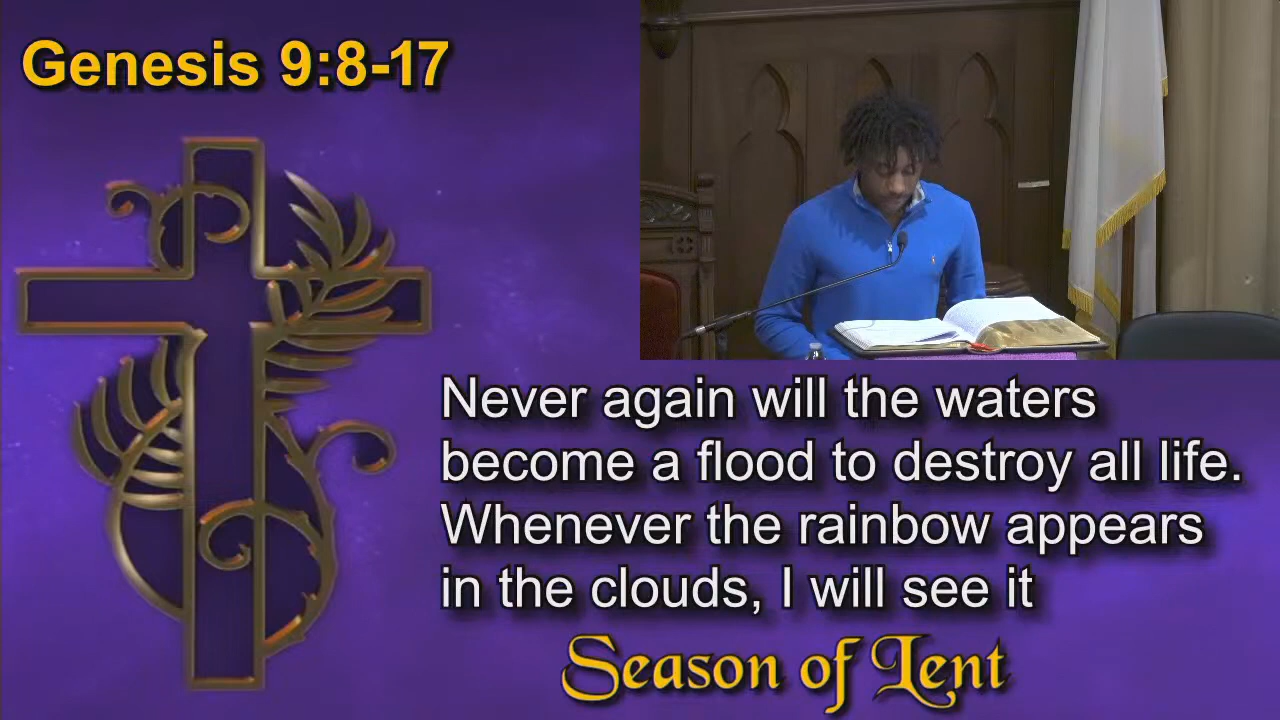 Genesis 9:8-17
Never again will the waters
become a flood to destroy all life.
Whenever the rainbow appears
in the clouds, I will see it
Season of Lent